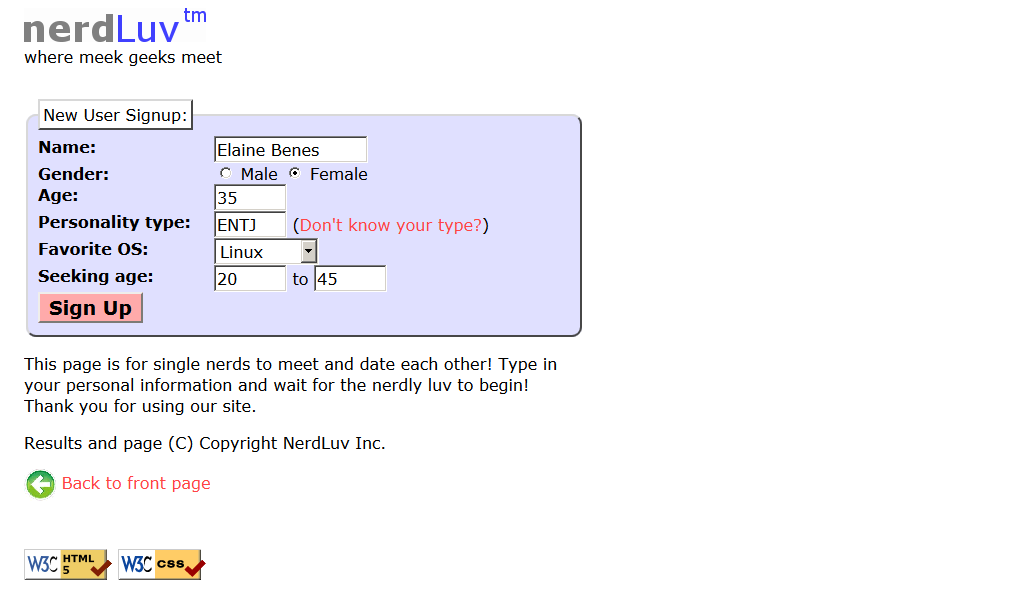 nerdLuv tm
where meek geeks meet
New User Signup:
Name: Elaine Benes
Gender: Male Female
Age: 35
Personality type: ENTJ (Don't know your type?)
Favorite OS: Linux
Seeking age: 20 to 45
Sign Up
This page is for single nerds to meet and date each other! Type in
your personal information and wait for the nerdly luv to begin!
Thank you for using our site.
Results and page (C) Copyright NerdLuv Inc.
Back to front page
W3C HTML 5 W3C css